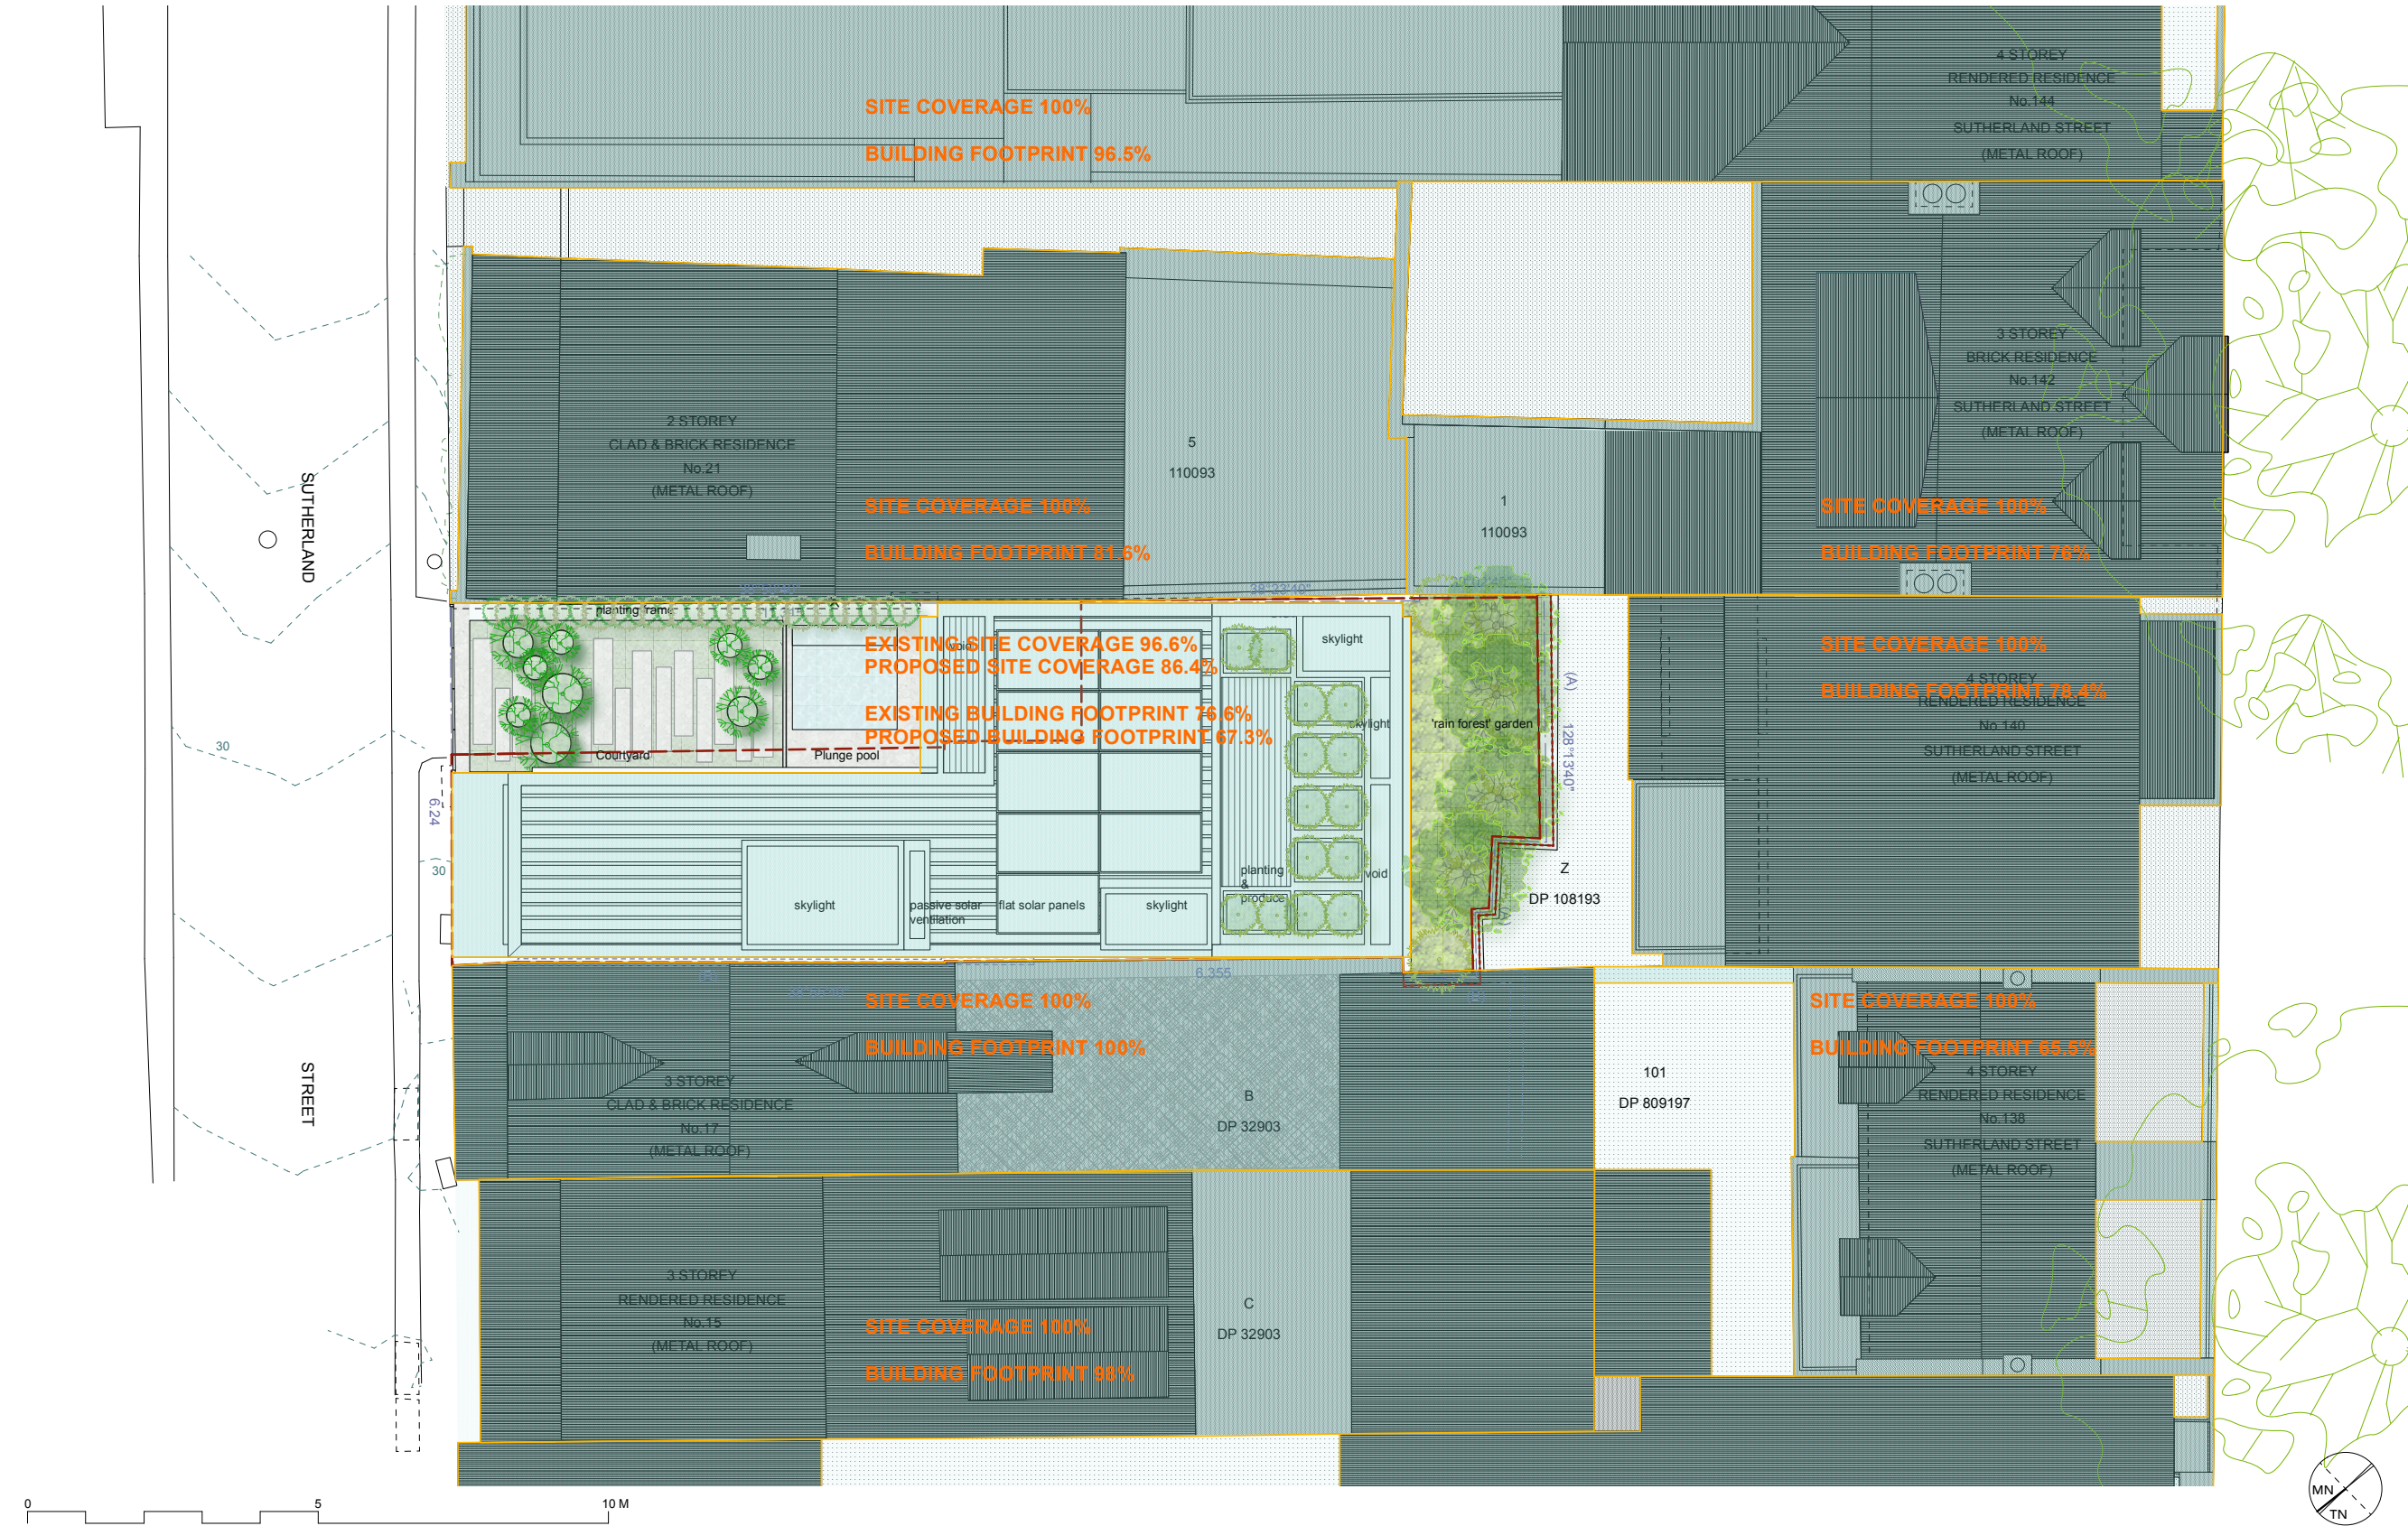 4 STOREY
RENDERED RESIDENCE
No.144
SUTHERLAND STREET
(METAL ROOF)
SITE COVERAGE 100%
BUILDING FOOTPRINT 96.5%
3 STOREY
BRICK RESIDENCE
No.142
SUTHERLAND STREET
(METAL ROOF)
2 STOREY
CLAD & BRICK RESIDENCE
No.21
(METAL ROOF)
5
110093
1
110093
SITE COVERAGE 100%
BUILDING FOOTPRINT 81.6%
SITE COVERAGE 100%
BUILDING FOOTPRINT 76%
SUTHERLAND
38°23'40"
planting frame
void
skylight
EXISTING SITE COVERAGE 96.6%
PROPOSED SITE COVERAGE 86.4%
EXISTING BUILDING FOOTPRINT 76.6%
PROPOSED BUILDING FOOTPRINT 67.3%
SITE COVERAGE 100%
BUILDING FOOTPRINT 78.4%
4 STOREY
RENDERED RESIDENCE
No.140
SUTHERLAND STREET
(METAL ROOF)
skylight
'rain forest' garden
(A)
128°13'40"
30
Courtyard
Plunge pool
6.24
30
planting
&
produce
void
Z
DP 108193
skylight
passive solar
ventilation
flat solar panels
skylight
(A)
(B)
6.355
SITE COVERAGE 100%
BUILDING FOOTPRINT 100%
SITE COVERAGE 100%
BUILDING FOOTPRINT 65.5%
STREET
3 STOREY
CLAD & BRICK RESIDENCE
No.17
(METAL ROOF)
B
DP 32903
101
DP 809197
4 STOREY
RENDERED RESIDENCE
No.138
SUTHERLAND STREET
(METAL ROOF)
3 STOREY
RENDERED RESIDENCE
No.15
(METAL ROOF)
C
DP 32903
SITE COVERAGE 100%
BUILDING FOOTPRINT 98%
0 5 10 M
MN
TN